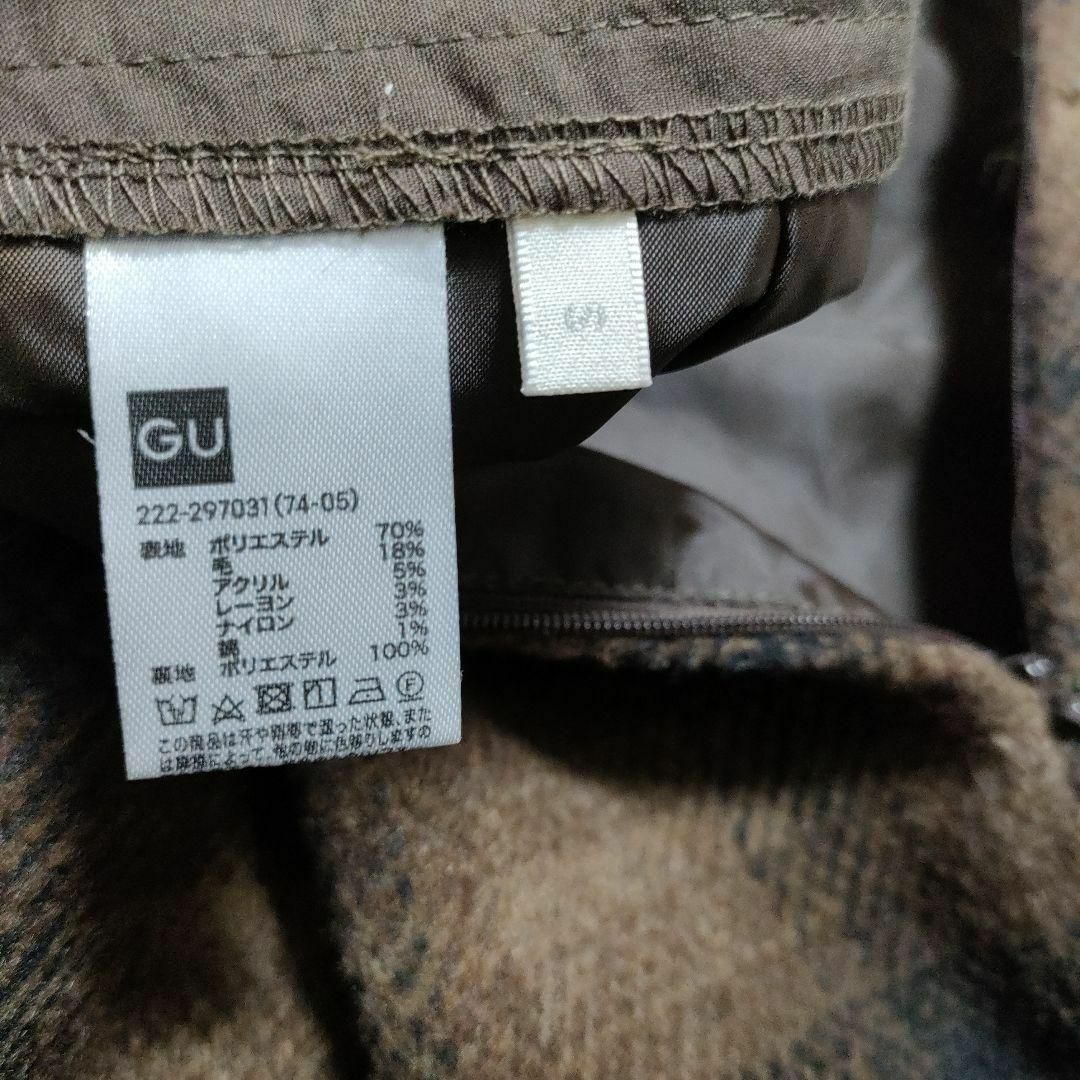 S
GU
222-297031(74-05)
表地 ポリエステル 70%
毛 18%
アクリル 5%
レーヨン 3%
ナイロン 3%
綿 1%
裏地 ポリエステル 100%
F
この商品は汗や雨等で湿った状態、また
は摩擦によって、他の物に色移りしますの